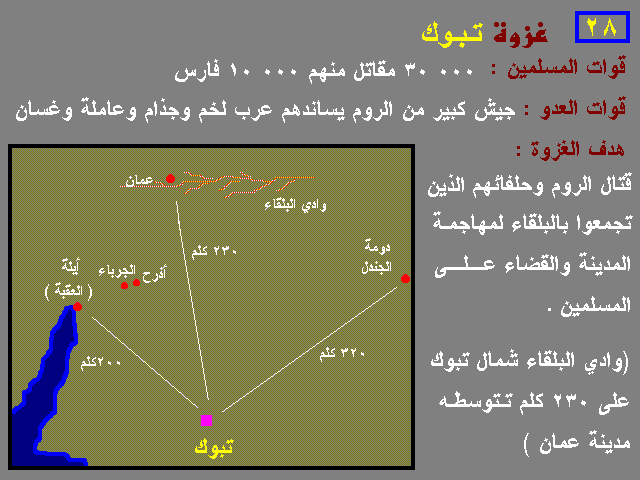 ٢٨
غزوة تبوك
قوات المسلمين : ٣٠ ٠٠٠ مقاتل منهم ١٠ ٠٠٠ فارس
قوات العدو : جيش كبير من الروم يساندهم عرب لخم وجذام وعاملة وغسان
هدف الغزوة :
قتال الروم وحلفائهم الذين
تجمعوا بالبلقاء لمهاجمة
المدينة والقضاء على
المسلمين .
(وادي البلقاء شمال تبوك
على ٢٣٠ كلم تتوسطه
مدينة عمان )
عمان
وادي البلقاء
٢٣٠ كلم
دومة
الجندل
أذرح
الجرباء
أيلة
( العقبة )
٣٢٠ كلم
٢٠٠كلم
تبوك